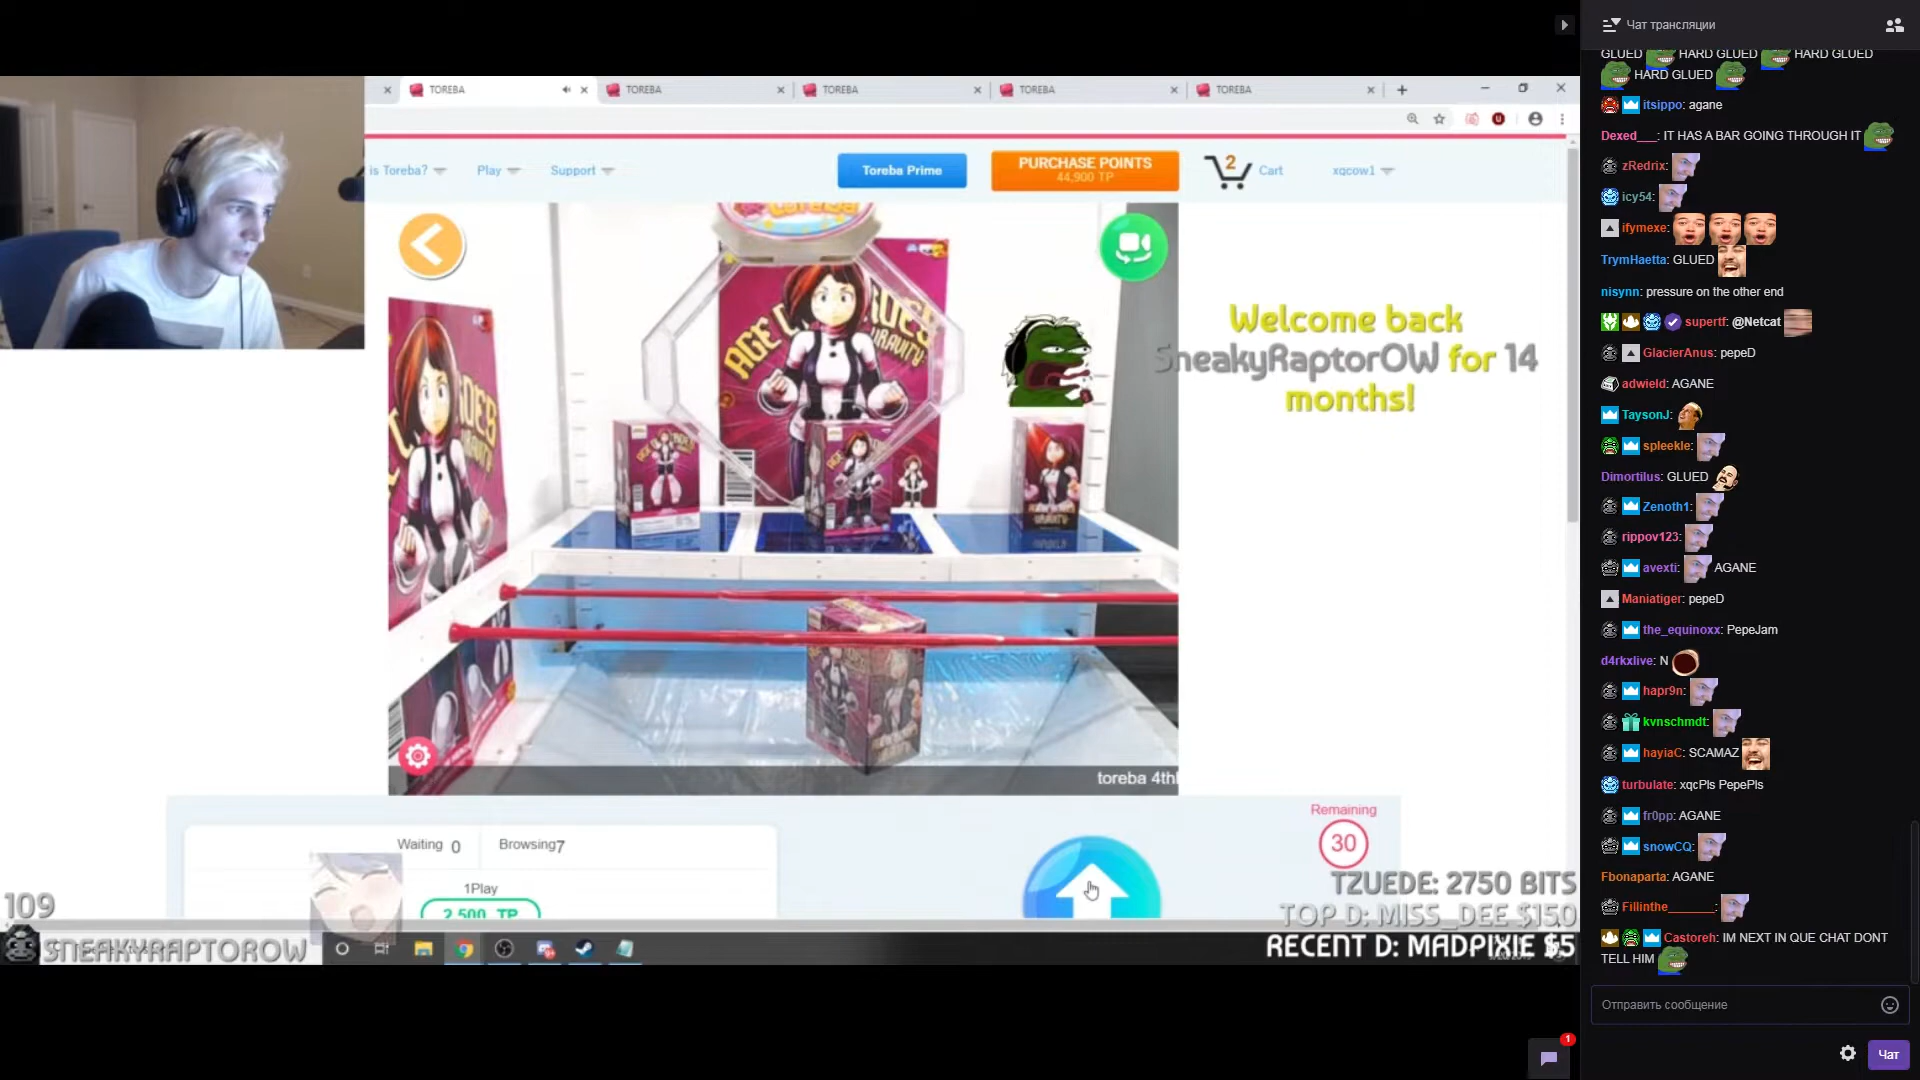 Чат трансляции
GLUED HARD GLUED HARD GLUED
HARD GLUED
itsippo: agane
Dexed___: IT HAS A BAR GOING THROUGH IT
zRedrix:
icy54:
ifymexe:
TrymHaetta: GLUED
nisynn: pressure on the other end
supertf: @Netcat
GlacierAnus: pepeD
adwield: AGANE
TaysonJ:
spleekle:
Dimortilus: GLUED
Zenoth1:
rippov123:
avexti: AGANE
Maniatiger: pepeD
the_equinoxx: PepeJam
d4rkxlive: N
hapr9n:
kvnschmdt:
hayiaC: SCAMAZ
turbulate: xqcPls PepePls
fr0pp: AGANE
snowCQ:
Fbonaparta: AGANE
Fillinthe_______:
Castoreh: IM NEXT IN QUE CHAT DONT
TELL HIM
Отправить сообщение
1
Чат
TOREBA TOREBA TOREBA TOREBA TOREBA
is Toreba? Play Support
Toreba Prime
PURCHASE POINTS
44,900 TP
2 Cart
xqcow1
Welcome back
SneakyRaptorOW for 14
months!
toreba 4th
Remaining
30
Waiting 0 Browsing7
1Play
2,500 TP
109
SNEAKYRAPTOROW
TZUEDE: 2750 BITS
TOP D: MISS_DEE $150
RECENT D: MADPIXIE $5